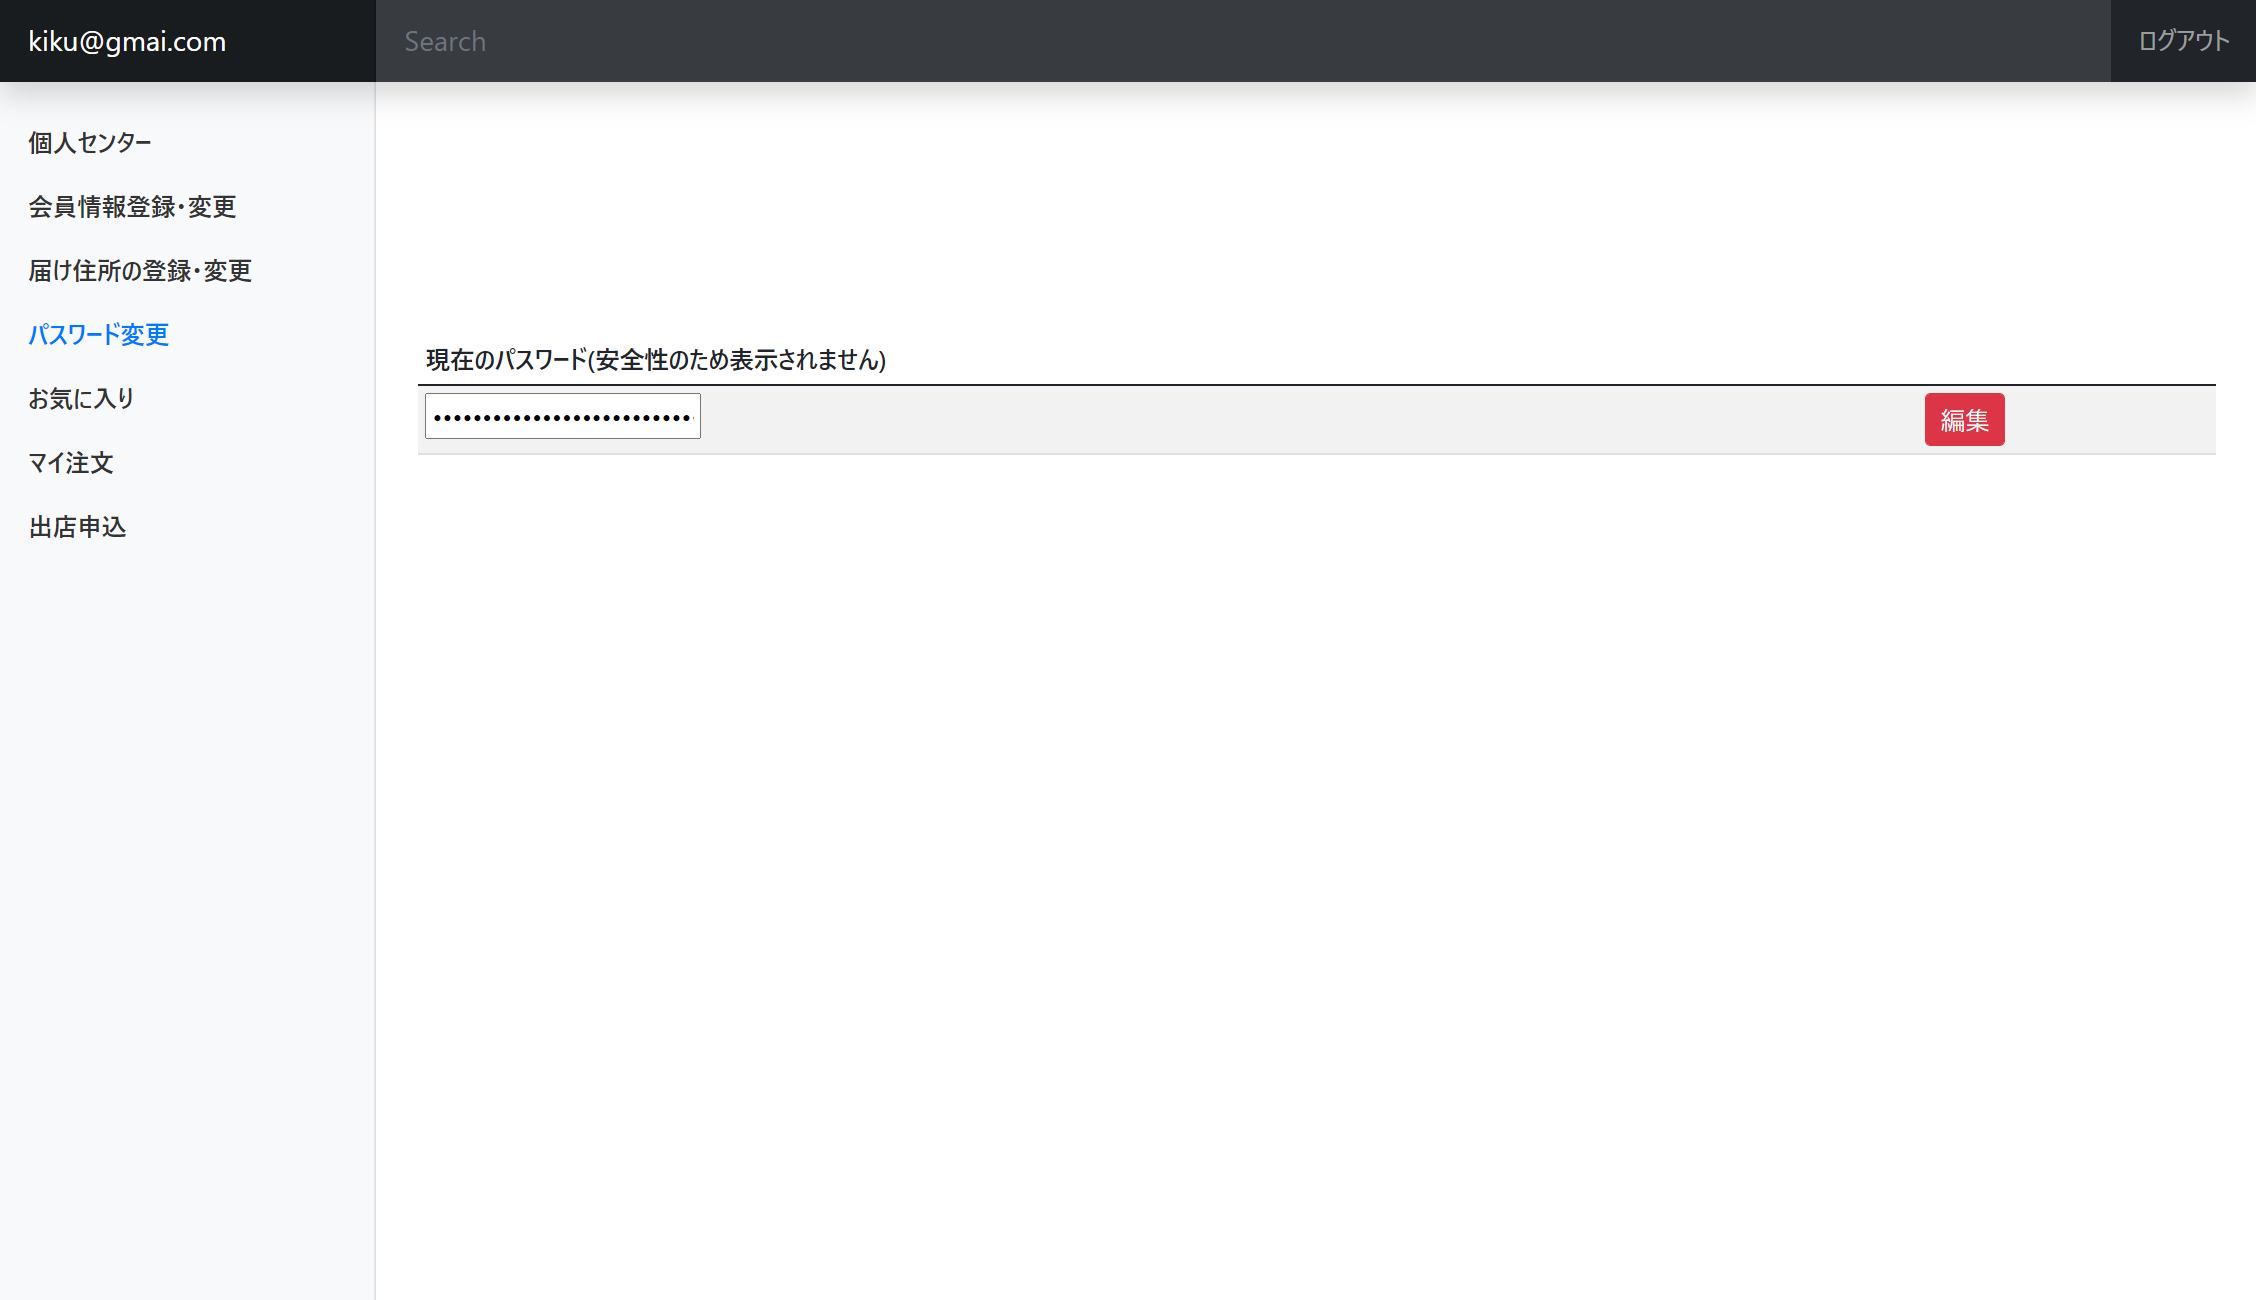 kiku@gmai.com
Search
ログアウト
個人センター
会員情報登録・変更
届け住所の登録・変更
パスワード変更
お気に入り
マイ注文
出店申込
現在のパスワード(安全性のため表示されません)
••••••••••••••••••••••••••
編集